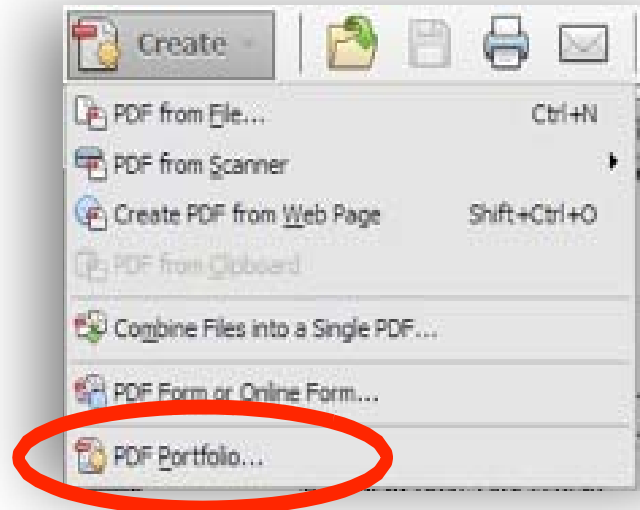 Create
PDF from File... Ctrl+N
PDF from Scanner
Create PDF from Web Page Shift+Ctrl+O
PDF from Clipboard
Combine Files into a Single PDF...
PDF Form or Online Form...
PDF Portfolio...